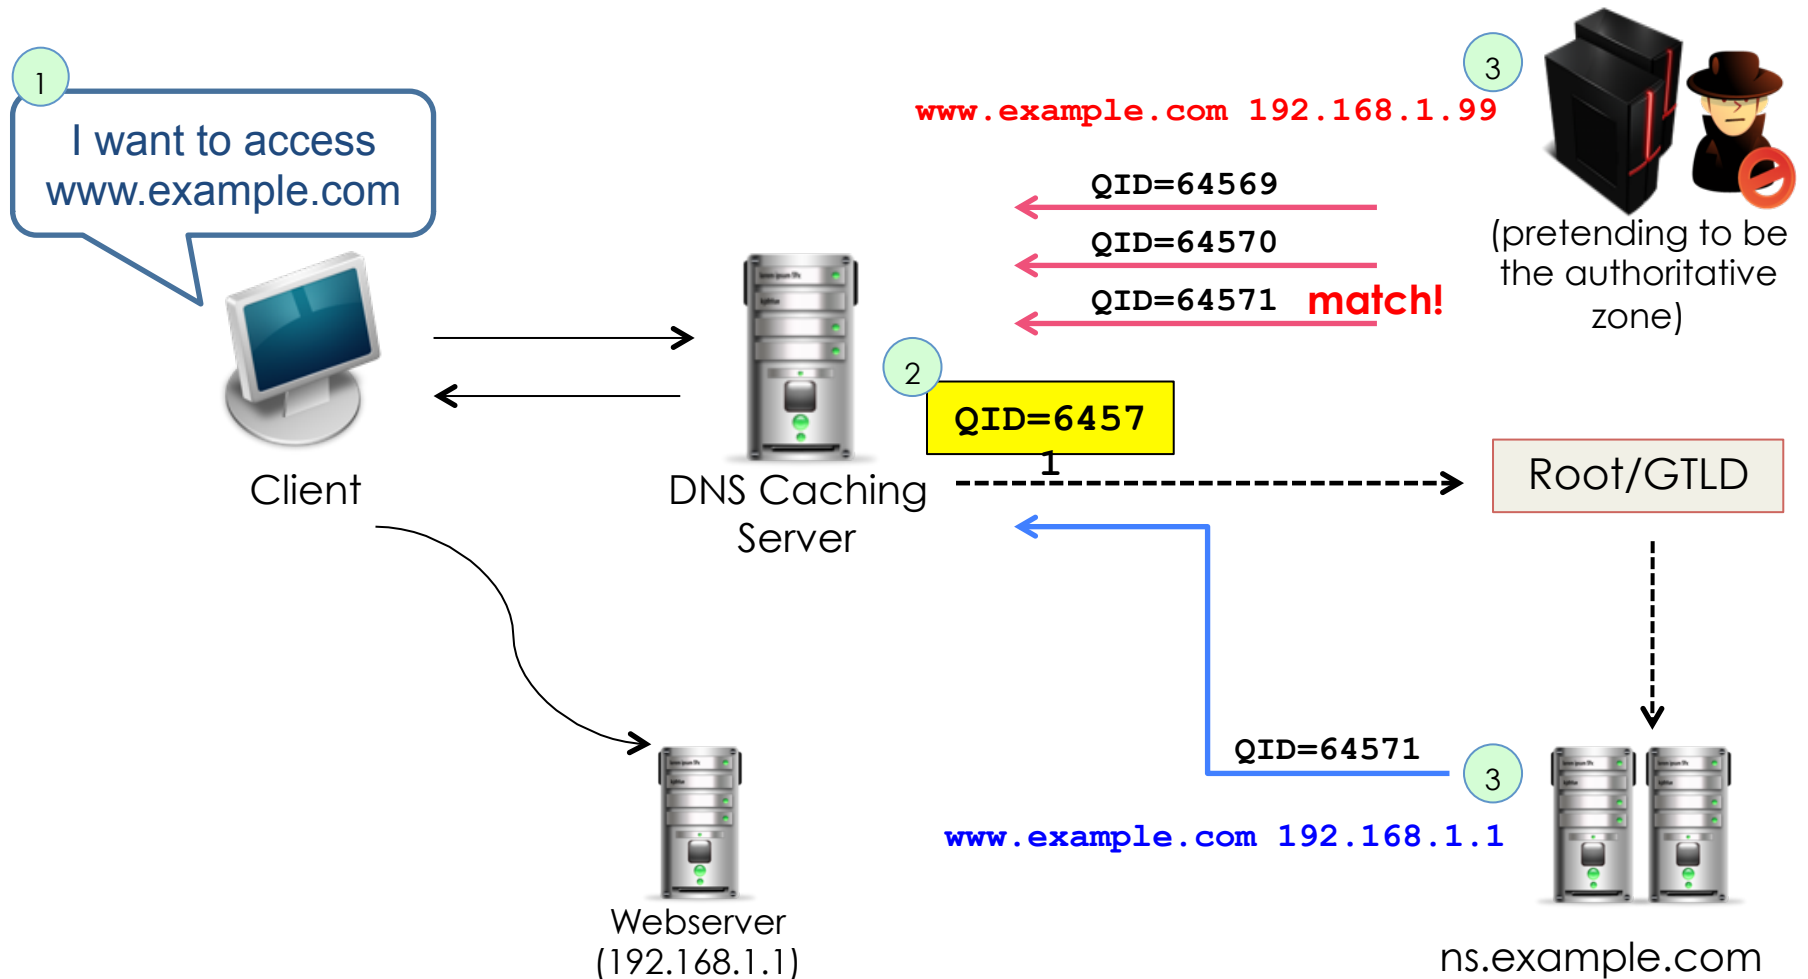 1
I want to access
www.example.com
3
www.example.com 192.168.1.99
QID=64569
QID=64570
QID=64571 match!
(pretending to be
the authoritative
zone)
2
QID=6457
1
Client
DNS Caching
Server
Root/GTLD
QID=64571
3
www.example.com 192.168.1.1
Webserver
(192.168.1.1)
ns.example.com